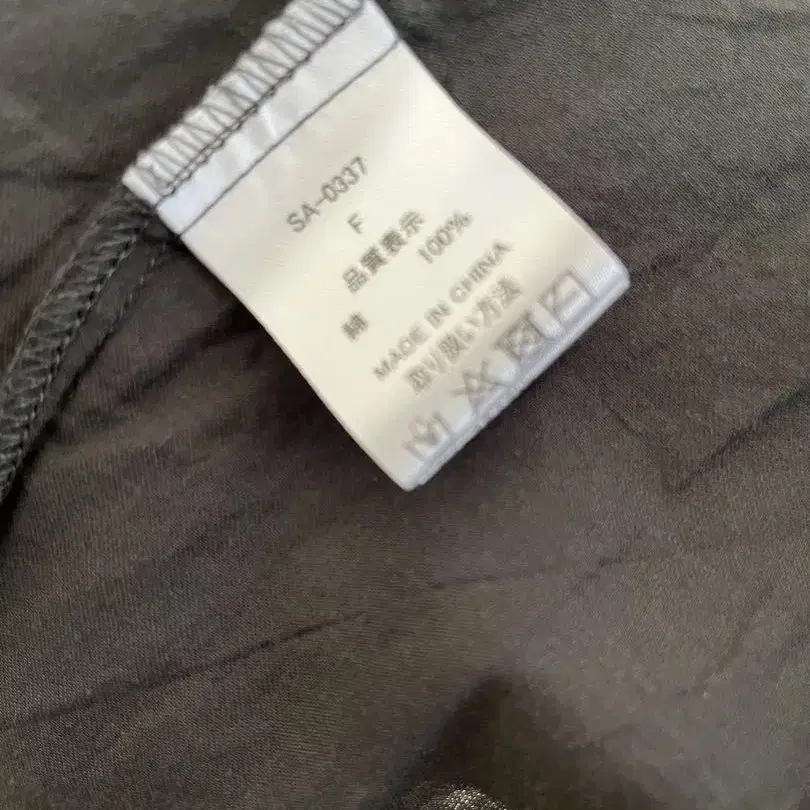 SA-0337
F
品質表示
綿 100%
MADE IN CHINA
取り扱い方法